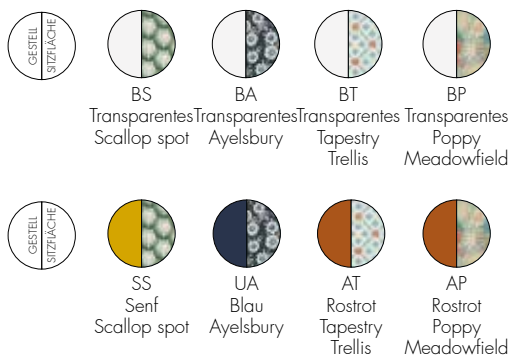 GESTELL
SITZFLÄCHE
BS
Transparentes
Scallop spot
BA
Transparentes
Ayelsbury
BT
Transparentes
Tapestry
Trellis
BP
Transparentes
Poppy
Meadowfield
GESTELL
SITZFLÄCHE
SS
Senf
Scallop spot
UA
Blau
Ayelsbury
AT
Rostrot
Tapestry
Trellis
AP
Rostrot
Poppy
Meadowfield